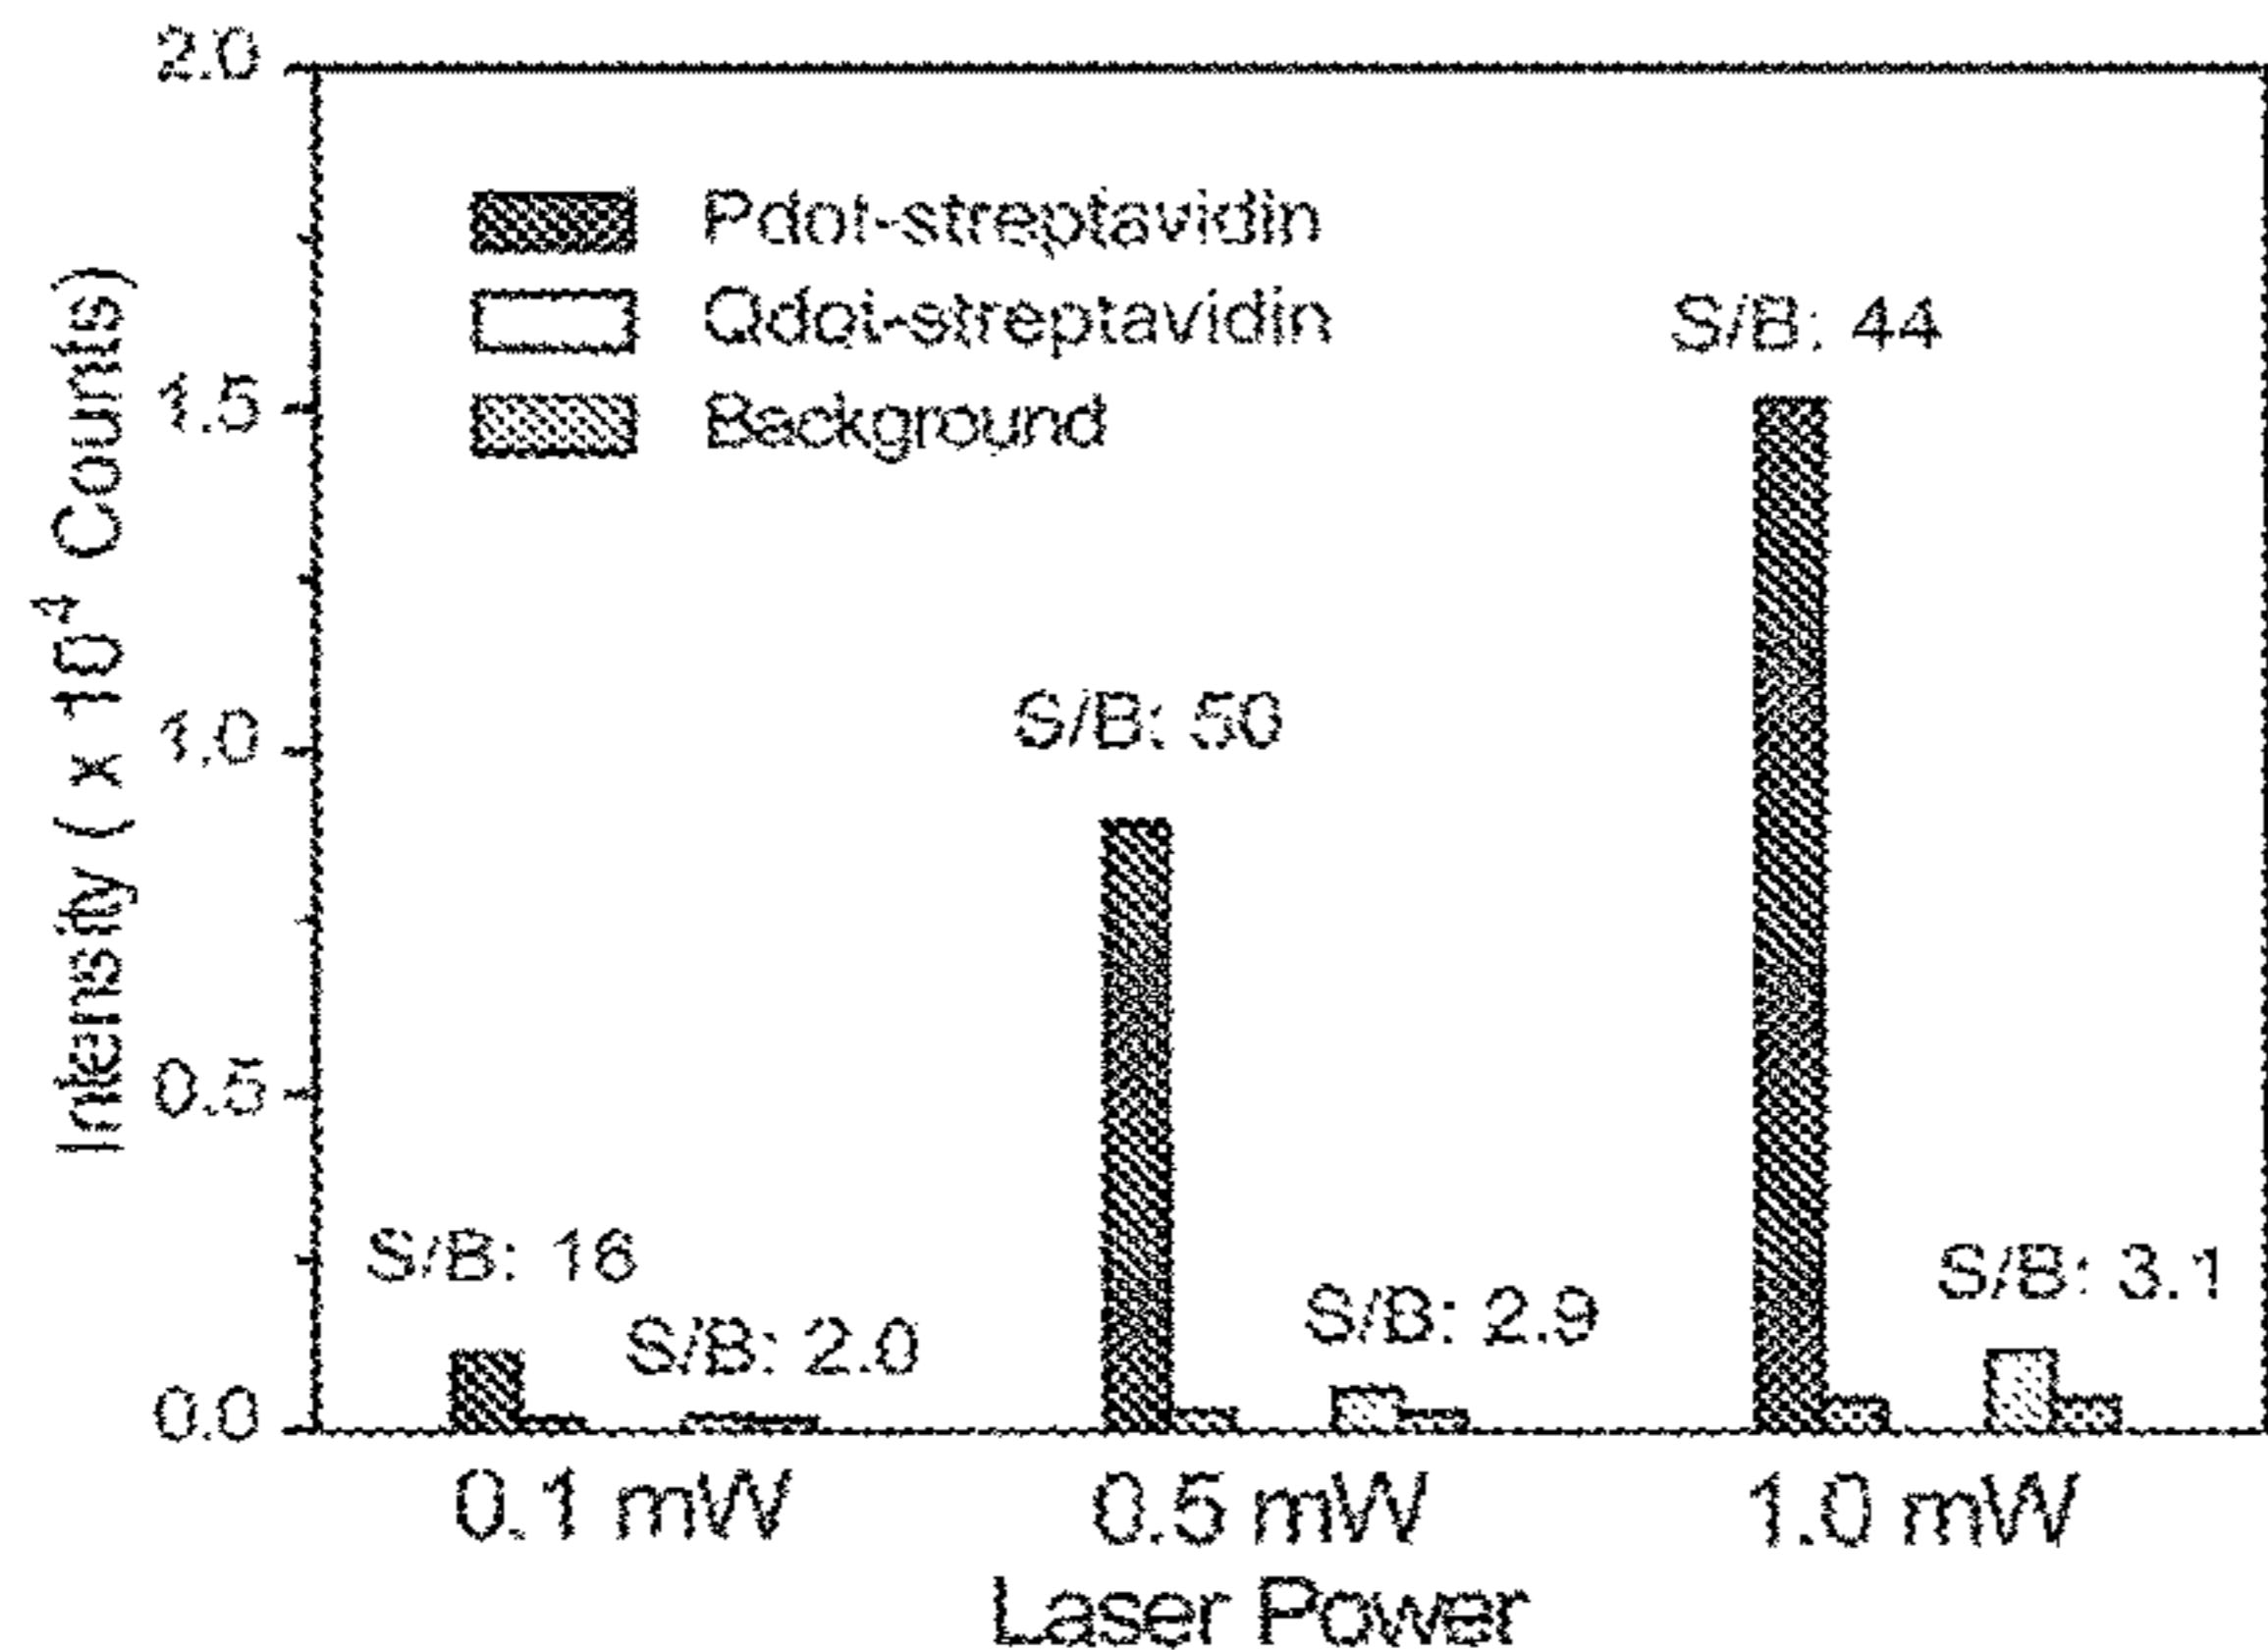 2.0
1.5
1.0
0.5
0.0
Intensity ( x 10⁴ Counts)
Pdot-streptavidin
Qdot-streptavidin
Background
S/B: 16
S/B: 2.0
S/B: 50
S/B: 2.9
S/B: 44
S/B: 3.1
0.1 mW
0.5 mW
1.0 mW
Laser Power